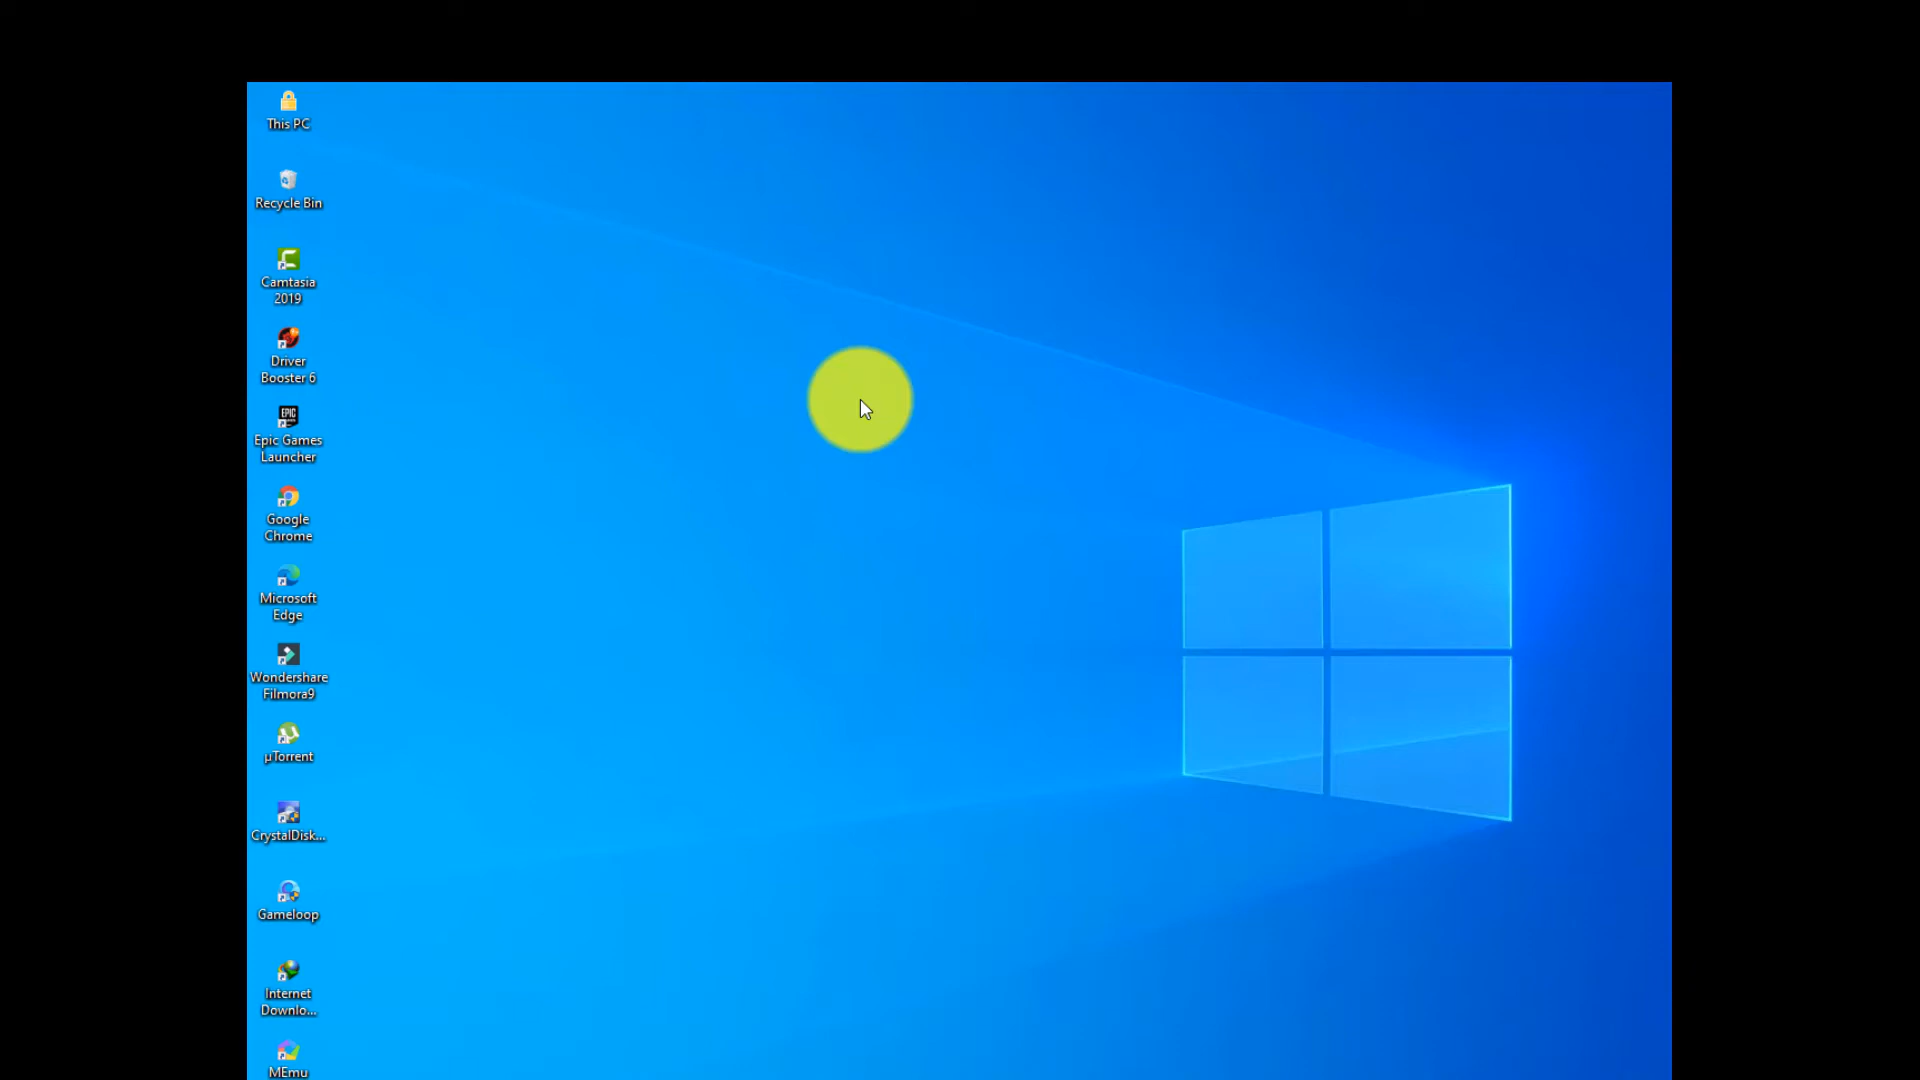 This PC
Recycle Bin
Camtasia
2019
Driver
Booster 6
EPIC
GAMES
Epic Games
Launcher
Google
Chrome
Microsoft
Edge
Wondershare
Filmora9
µTorrent
CrystalDisk...
Gameloop
Internet
Downlo...
MEmu